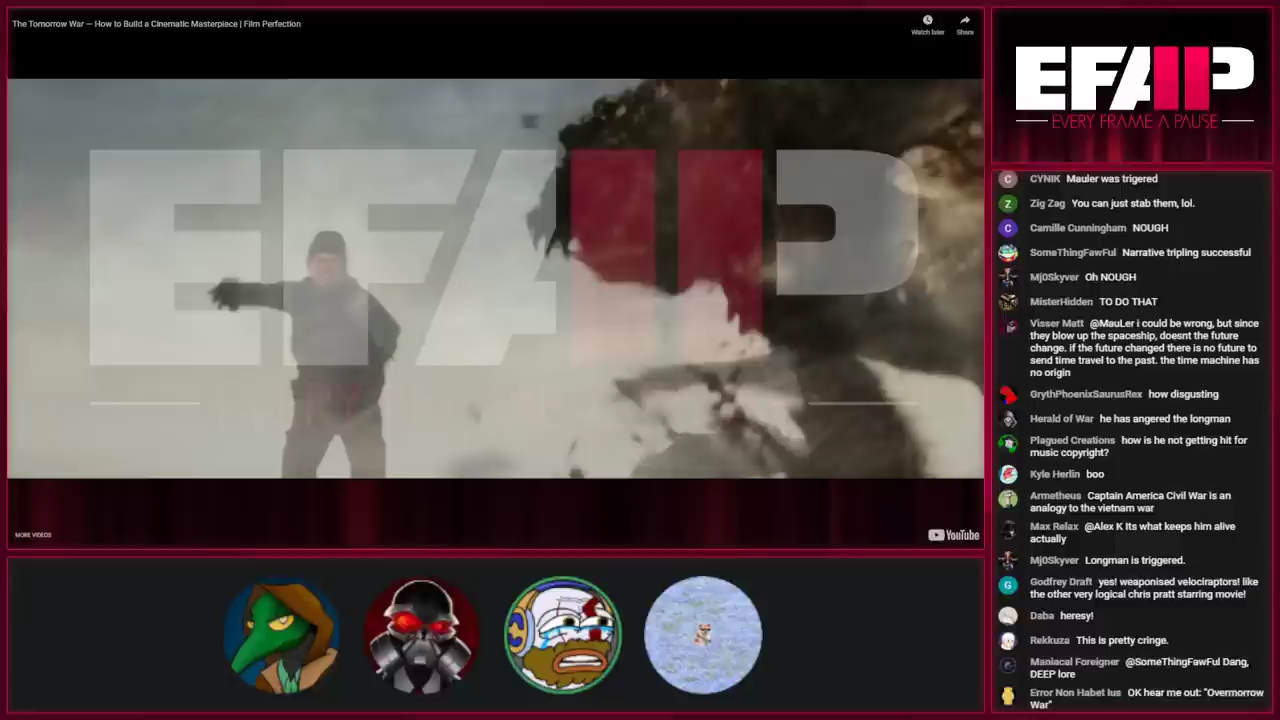 The Tomorrow War — How to Build a Cinematic Masterpiece | Film Perfection
Watch later
Share
EFAP
MORE VIDEOS
YouTube
EFAP
EVERY FRAME A PAUSE
C CYNIK Mauler was trigered
Z Zig Zag You can just stab them, lol.
C Camille Cunningham NOUGH
SomeThingFawFul Narrative tripling successful
Mj0Skyver Oh NOUGH
MisterHidden TO DO THAT
Visser Matt @MauLer i could be wrong, but since
they blow up the spaceship, doesnt the future
change. if the future changed there is no future to
send time travel to the past. the time machine has
no origin
GrythPhoenixSaurusRex how disgusting
Herald of War he has angered the longman
Plagued Creations how is he not getting hit for
music copyright?
Kyle Herlin boo
Armetheus Captain America Civil War is an
analogy to the vietnam war
Max Relax @Alex K Its what keeps him alive
actually
Mj0Skyver Longman is triggered.
G Godfrey Draft yes! weaponised velociraptors! like
the other very logical chris pratt starring movie!
Daba heresy!
Rekkuza This is pretty cringe.
Maniacal Foreigner @SomeThingFawFul Dang,
DEEP lore
Error Non Habet Ius OK hear me out: "Overmorrow
War"